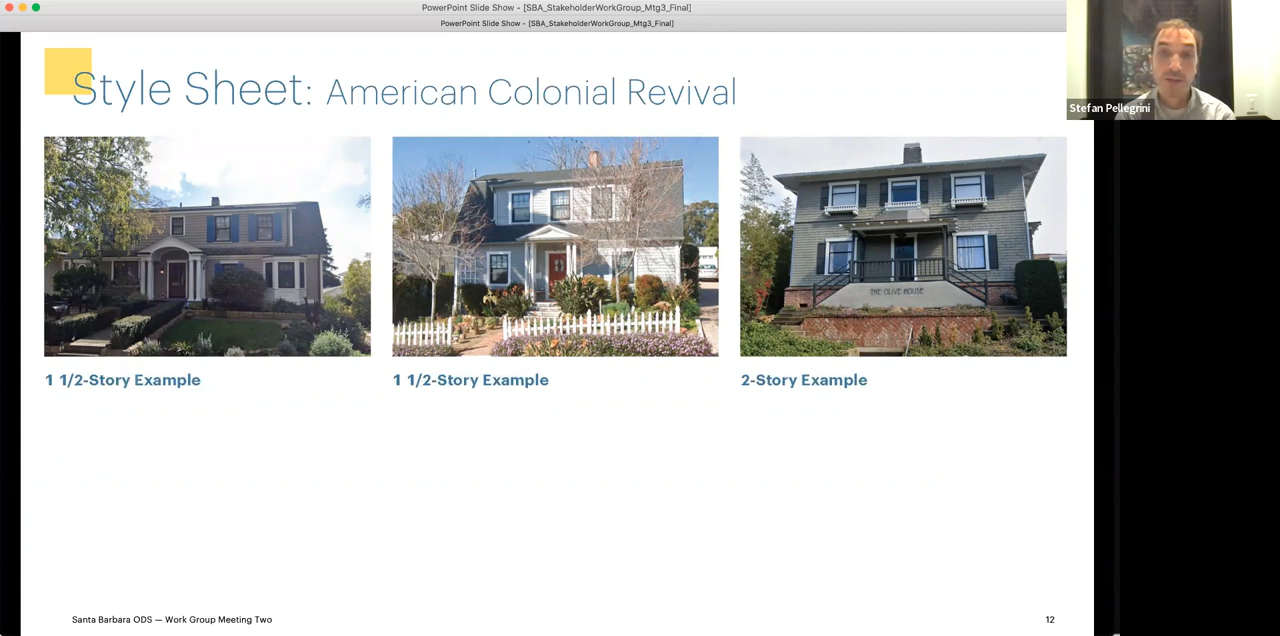 PowerPoint Slide Show - [SBA_StakeholderWorkGroup_Mtg3_Final]
PowerPoint Slide Show - [SBA_StakeholderWorkGroup_Mtg3_Final]
Stefan Pellegrini
Style Sheet: American Colonial Revival
THE OLIVE HOUSE
1 1/2-Story Example
1 1/2-Story Example
2-Story Example
Santa Barbara ODS — Work Group Meeting Two
12